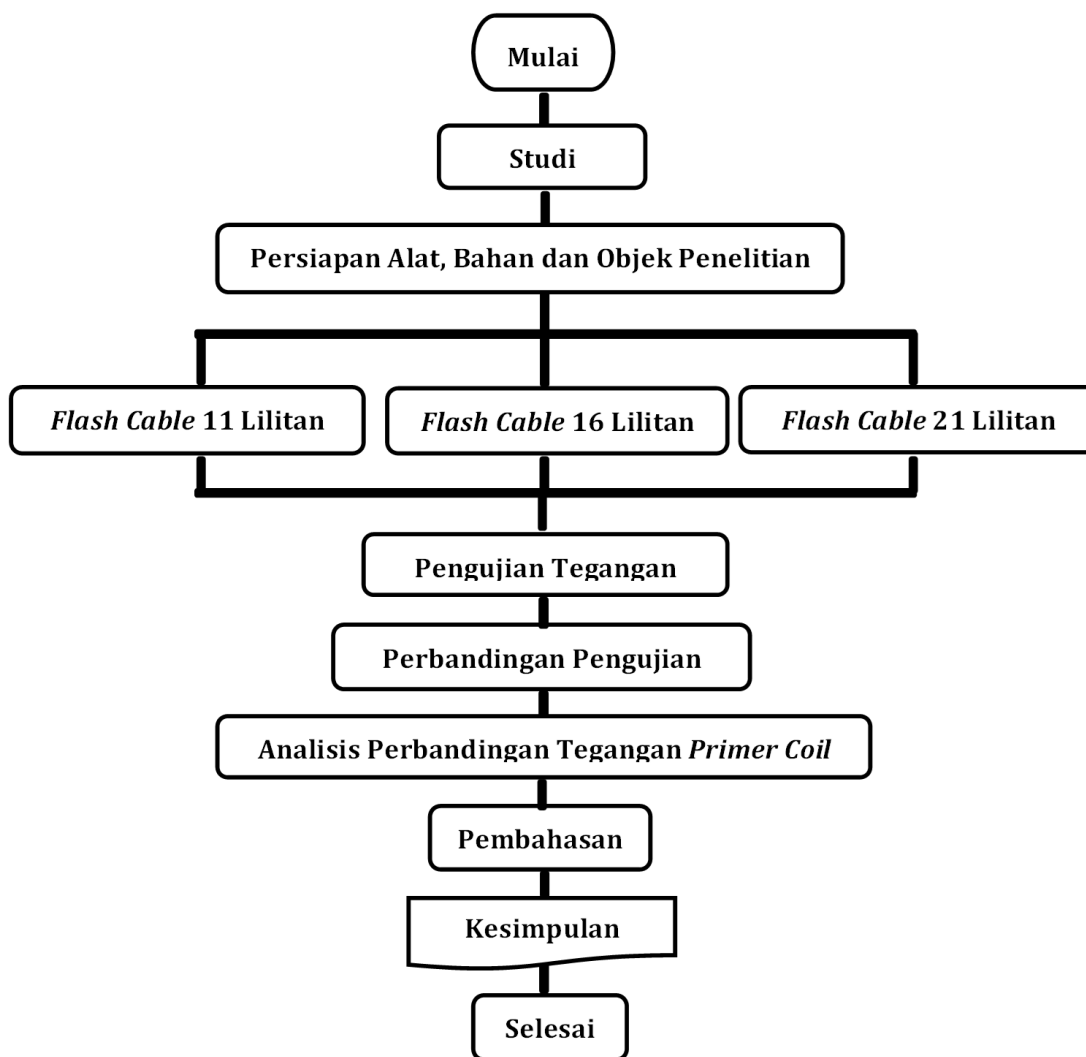 Mulai
Studi
Persiapan Alat, Bahan dan Objek Penelitian
Flash Cable 11 Lilitan
Flash Cable 16 Lilitan
Flash Cable 21 Lilitan
Pengujian Tegangan
Perbandingan Pengujian
Analisis Perbandingan Tegangan Primer Coil
Pembahasan
Kesimpulan
Selesai